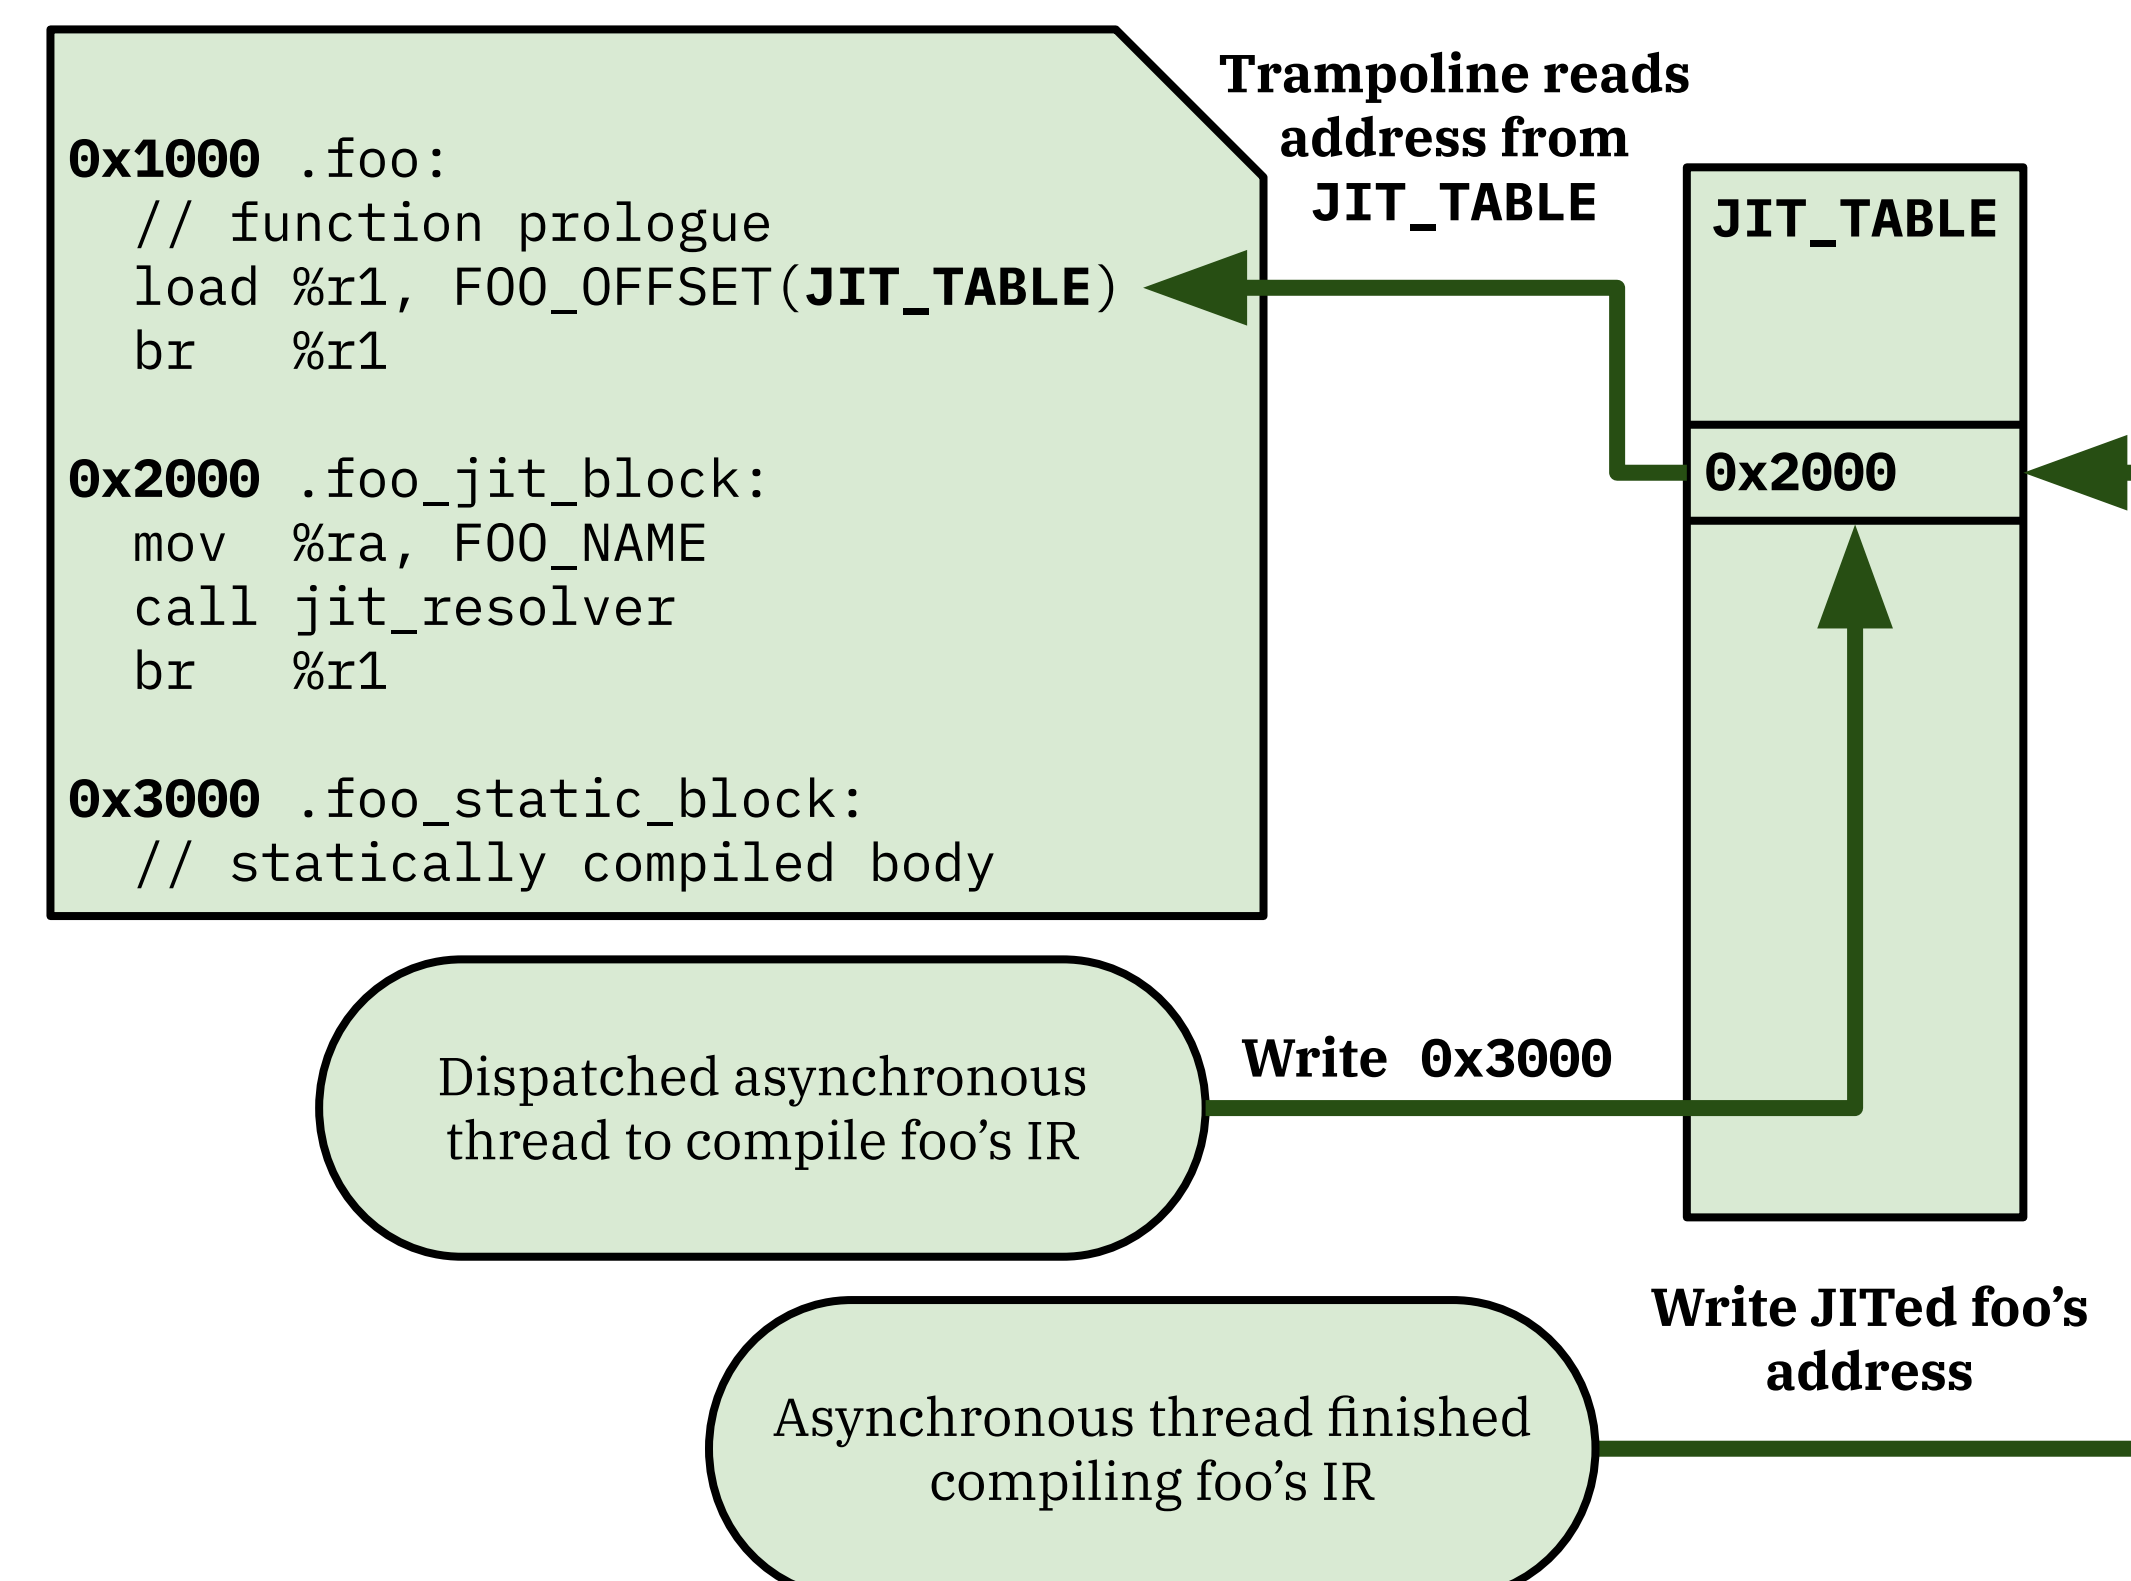 0x1000 .foo:
// function prologue
load %r1, FOO_OFFSET(JIT_TABLE)
br %r1
0x2000 .foo_jit_block:
mov %ra, FOO_NAME
call jit_resolver
br %r1
0x3000 .foo_static_block:
// statically compiled body
Trampoline reads
address from
JIT_TABLE
JIT_TABLE
0x2000
Dispatched asynchronous
thread to compile foo’s IR
Write 0x3000
Write JITed foo’s
address
Asynchronous thread finished
compiling foo’s IR